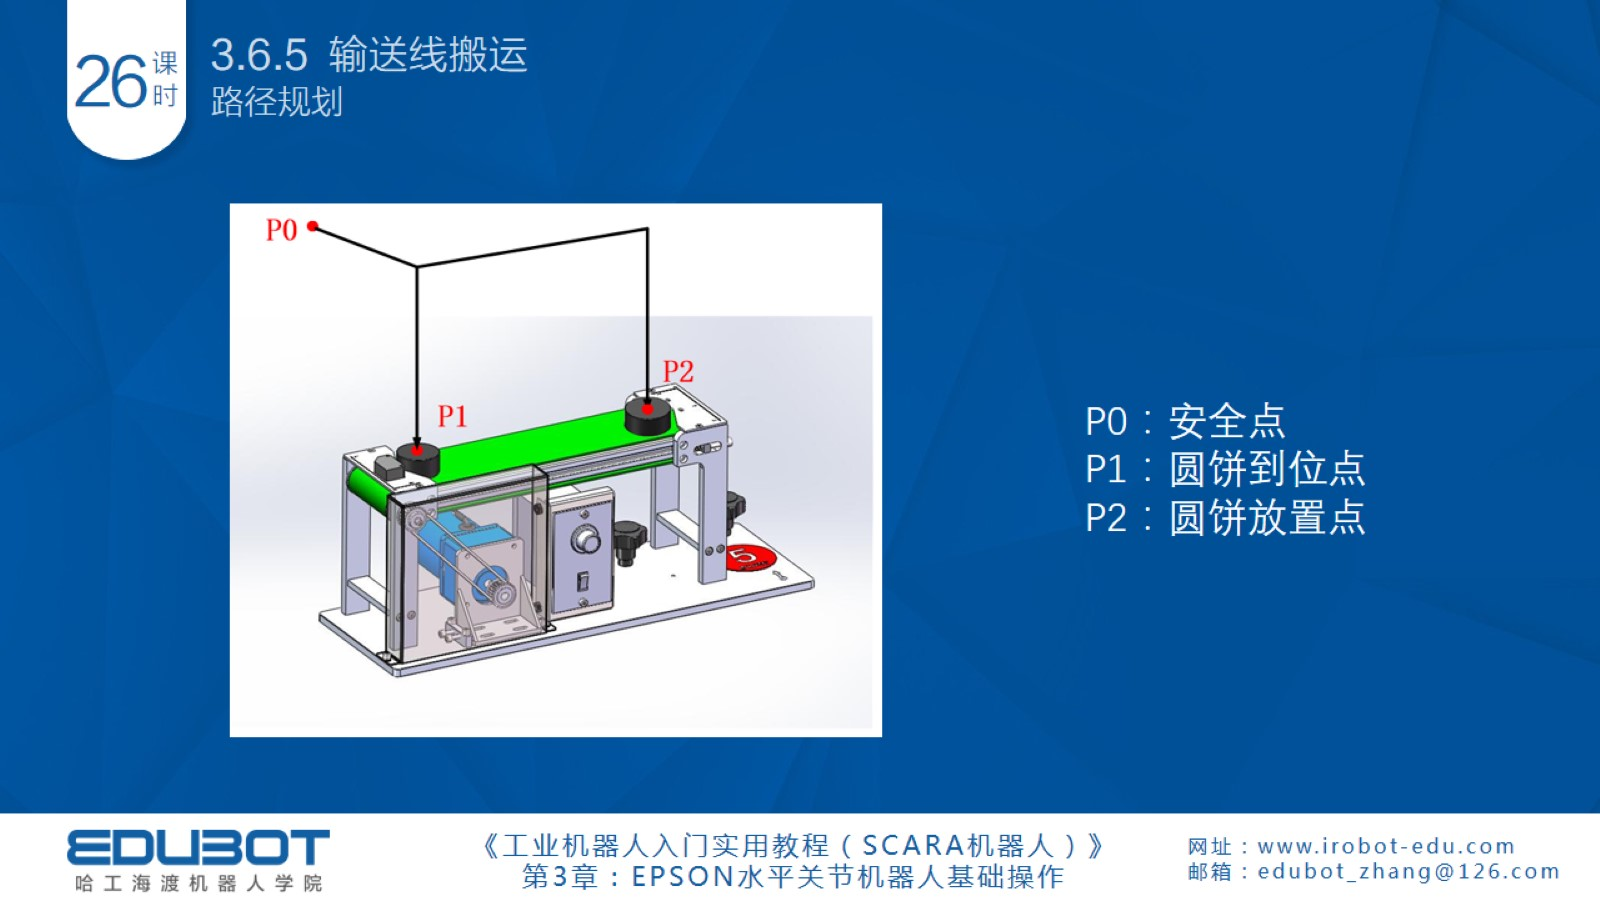 26 课时
3.6.5 输送线搬运
路径规划
P0
P1
P2
5
P0：安全点
P1：圆饼到位点
P2：圆饼放置点
EDUBOT
哈工海渡机器人学院
《工业机器人入门实用教程（SCARA机器人）》
第3章：EPSON水平关节机器人基础操作
网址：www.irobot-edu.com
邮箱：edubot_zhang@126.com